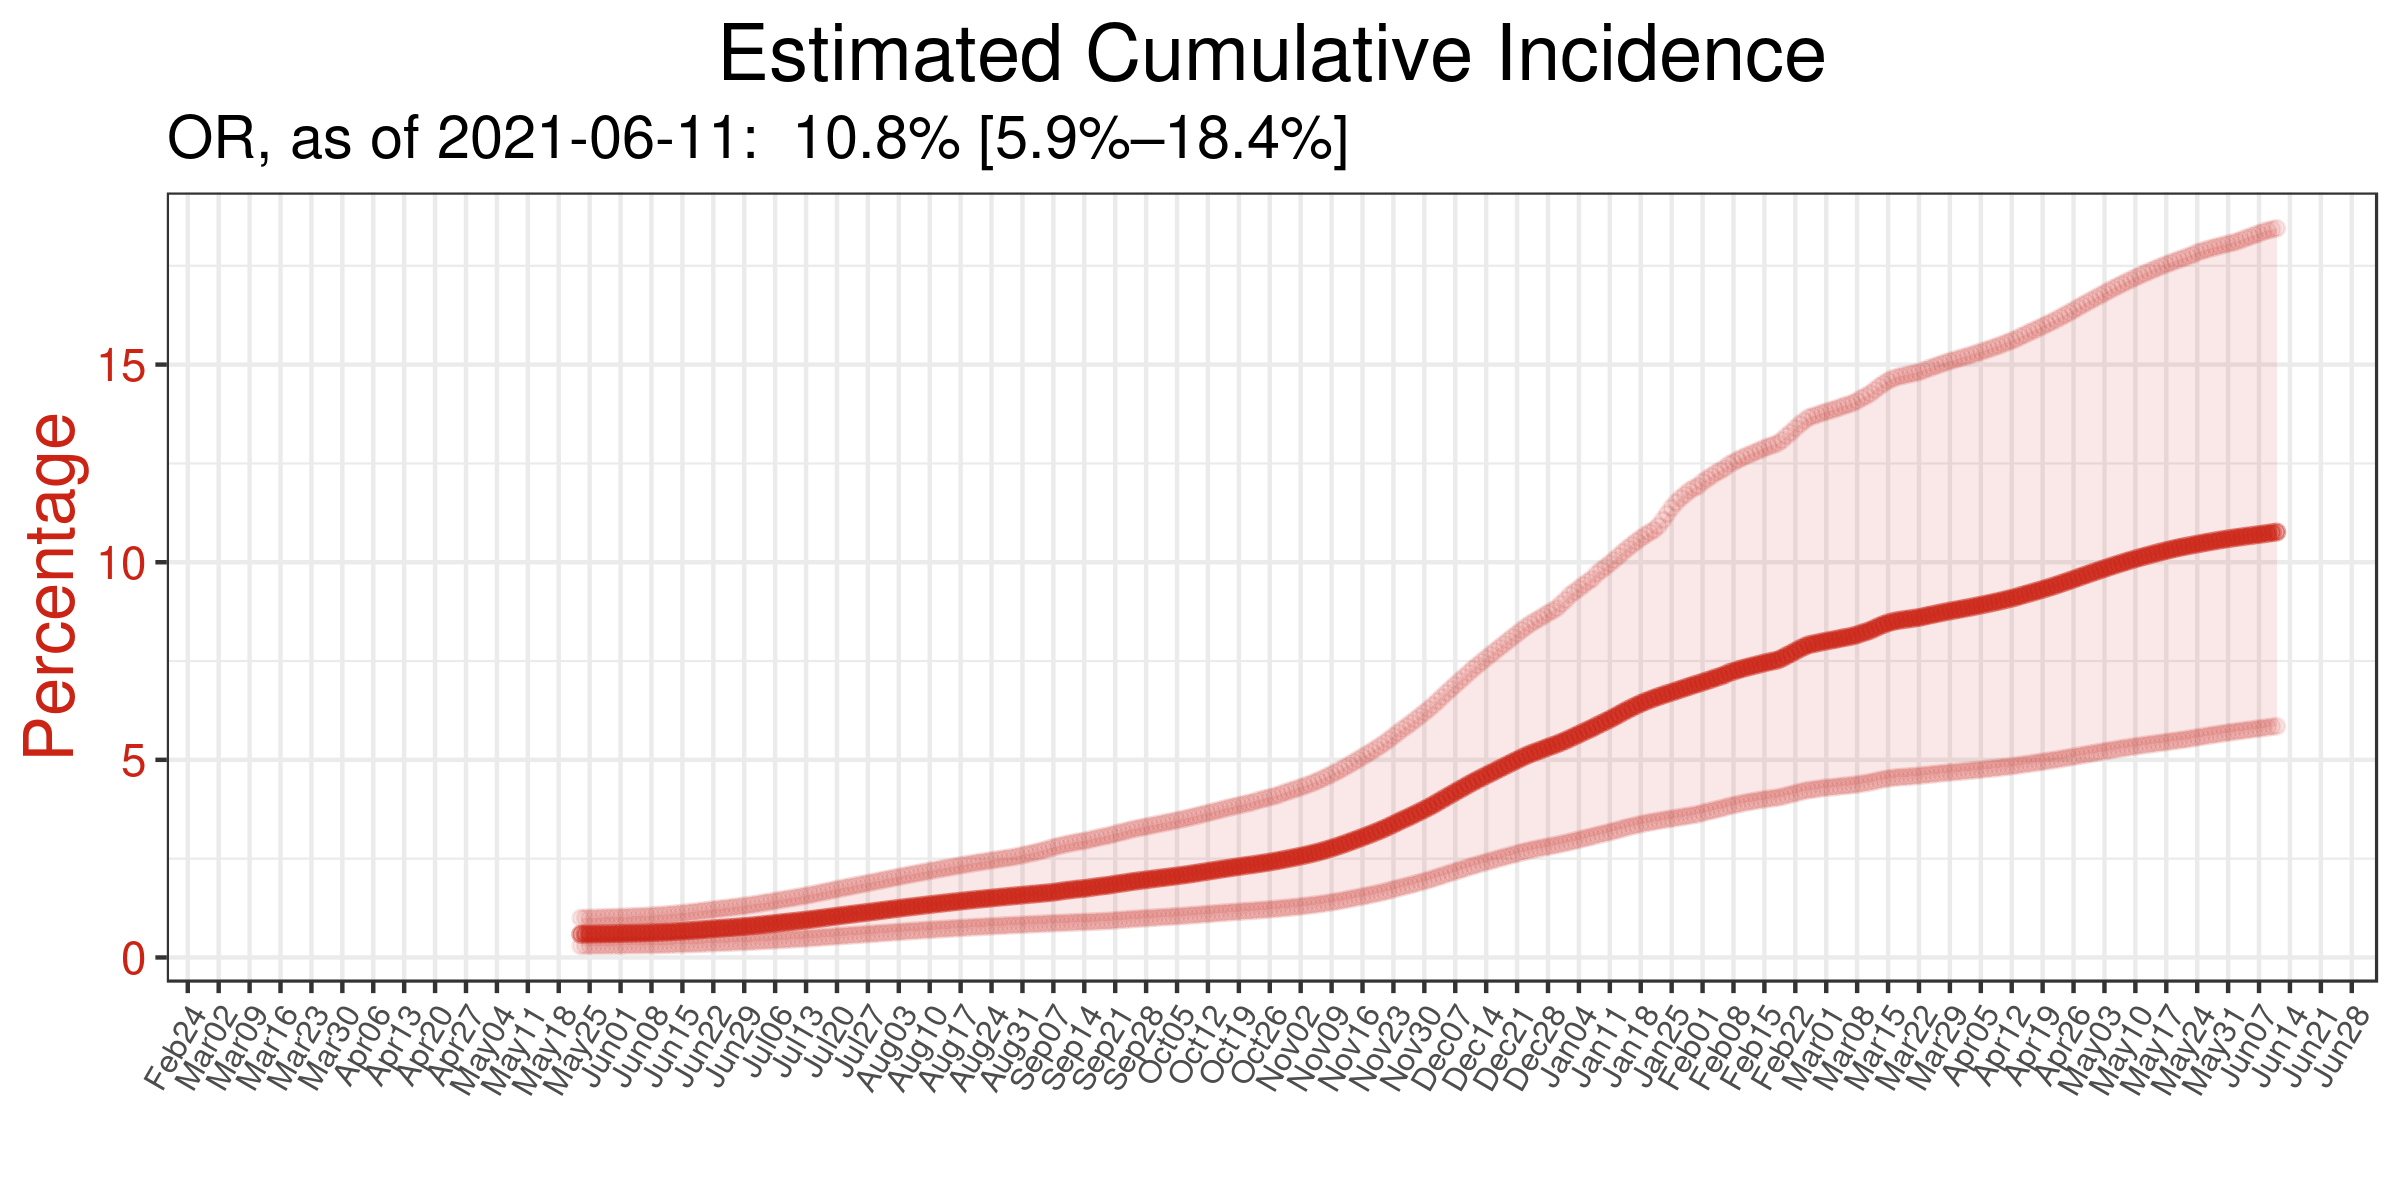 Estimated Cumulative Incidence
OR, as of 2021-06-11:  10.8% [5.9%–18.4%]
Percentage
15
10
5
0
Feb24 Mar02 Mar09 Mar16 Mar23 Mar30 Apr06 Apr13 Apr20 Apr27 May04 May11 May18 May25 Jun01 Jun08 Jun15 Jun22 Jun29 Jul06 Jul13 Jul20 Jul27 Aug03 Aug10 Aug17 Aug24 Aug31 Sep07 Sep14 Sep21 Sep28 Oct05 Oct12 Oct19 Oct26 Nov02 Nov09 Nov16 Nov23 Nov30 Dec07 Dec14 Dec21 Dec28 Jan04 Jan11 Jan18 Jan25 Feb01 Feb08 Feb15 Feb22 Mar01 Mar08 Mar15 Mar22 Mar29 Apr05 Apr12 Apr19 Apr26 May03 May10 May17 May24 May31 Jun07 Jun14 Jun21 Jun28